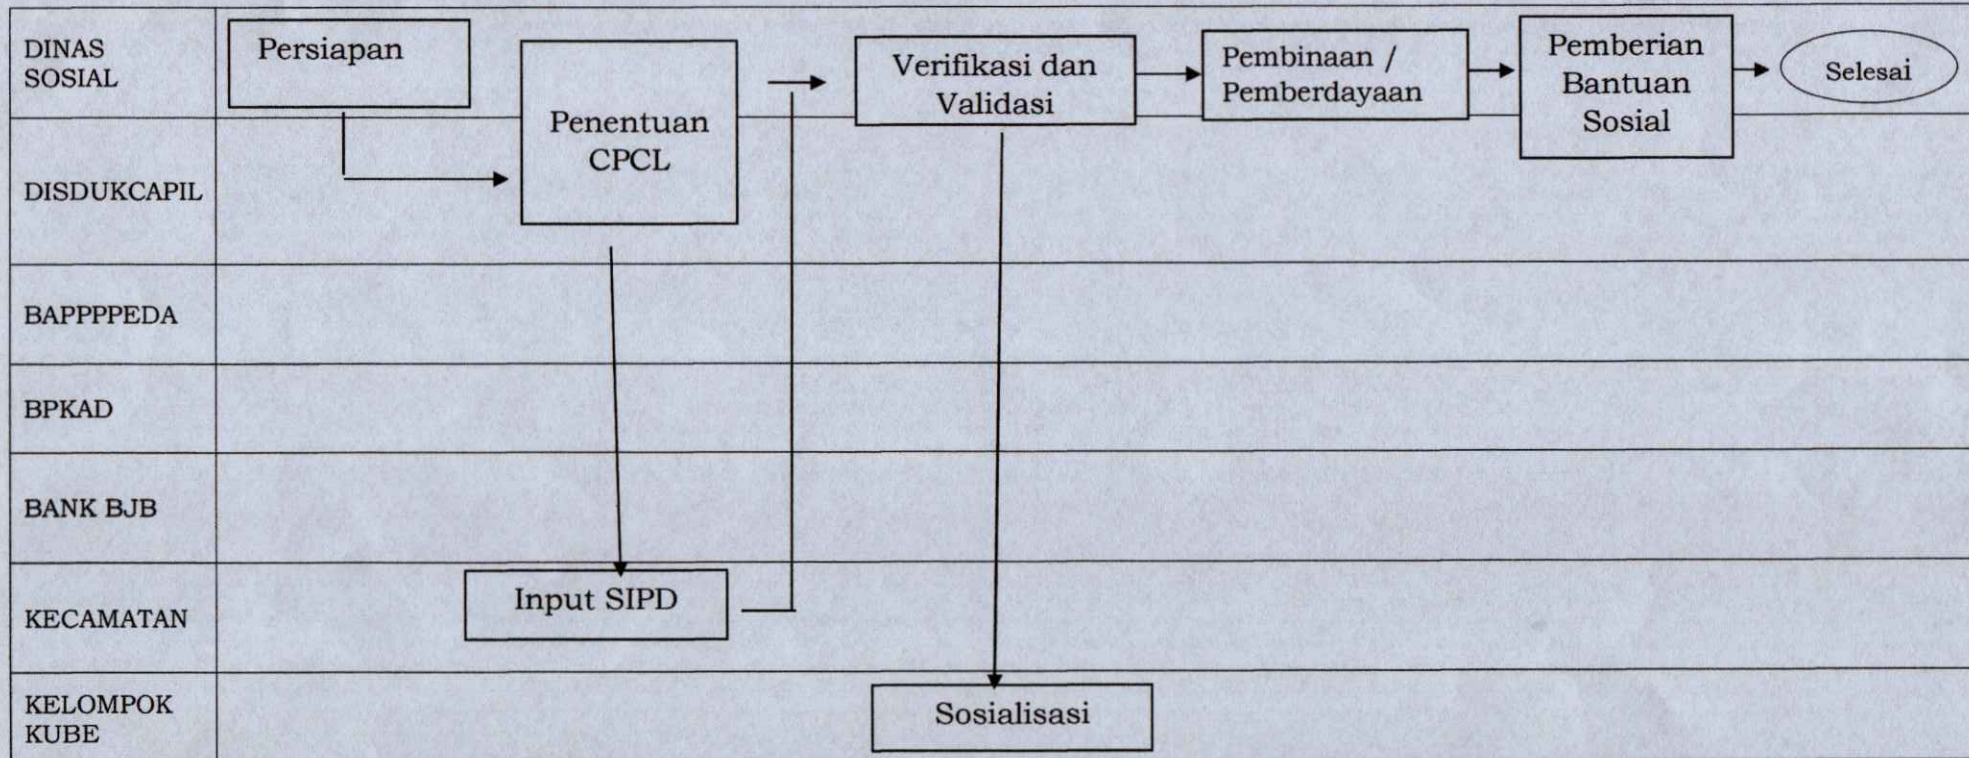 DINAS
SOSIAL
Persiapan
Penentuan
CPCL
Verifikasi dan
Validasi
Pembinaan /
Pemberdayaan
Pemberian
Bantuan
Sosial
Selesai
DISDUKCAPIL
BAPPPPEDA
BPKAD
BANK BJB
KECAMATAN
Input SIPD
KELOMPOK
KUBE
Sosialisasi